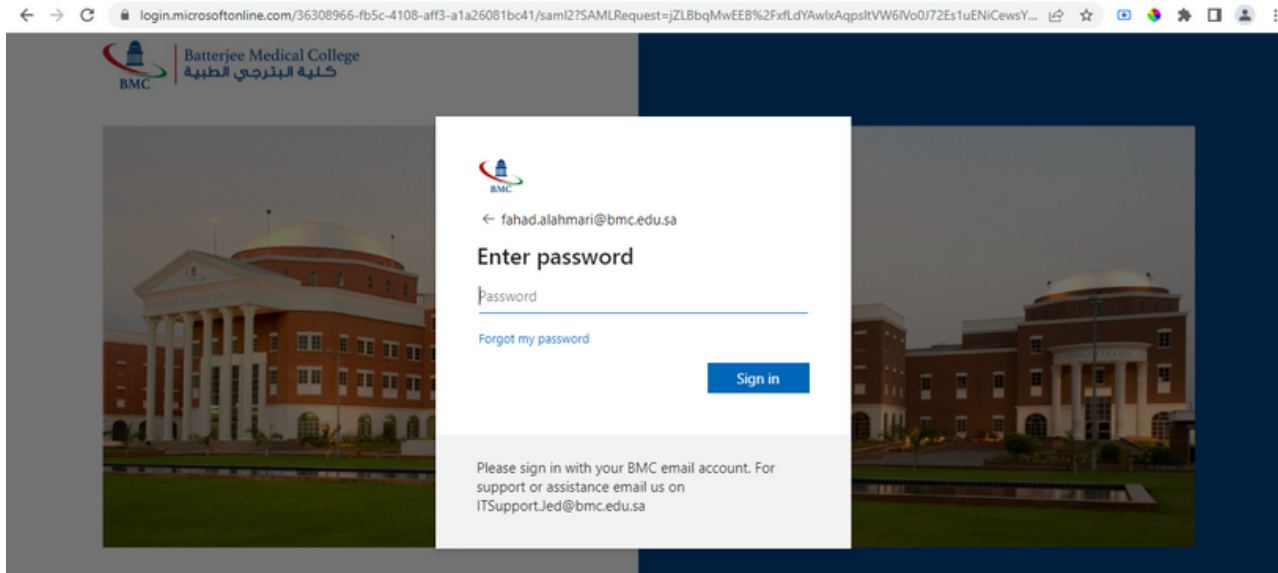 login.microsoftonline.com/36308966-fb5c-4108-aff3-a1a26081bc41/saml2?SAMLRequest=jZLBbqMwEEB%2FxfLdYAwlxAqpsltVW6lVo0J72Es1uENiCewsY...
Batterjee Medical College
كلية البترجي الطبية
BMC
BMC
← fahad.alahmari@bmc.edu.sa
Enter password
Password
Forgot my password
Sign in
Please sign in with your BMC email account. For
support or assistance email us on
ITSupport.Jed@bmc.edu.sa